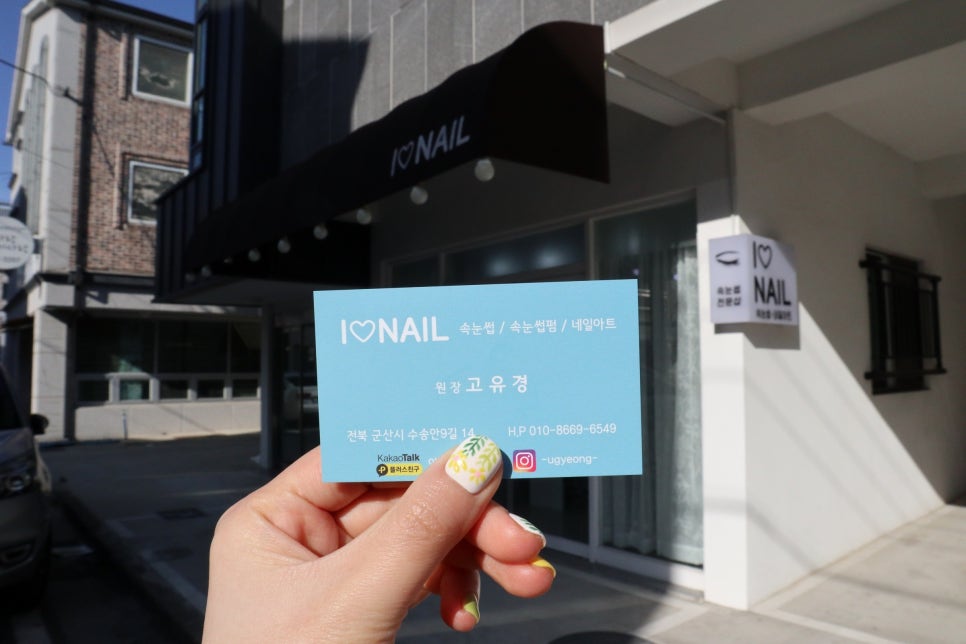 I♡NAIL
I♡
NAIL
속눈썹
전문샵
I♡NAIL 속눈썹 / 속눈썹펌 / 네일아트
원장 고유경
전북 군산시 수송안9길 14 H.P 010-8669-6549
KakaoTalk
플러스친구
-ugyeong-